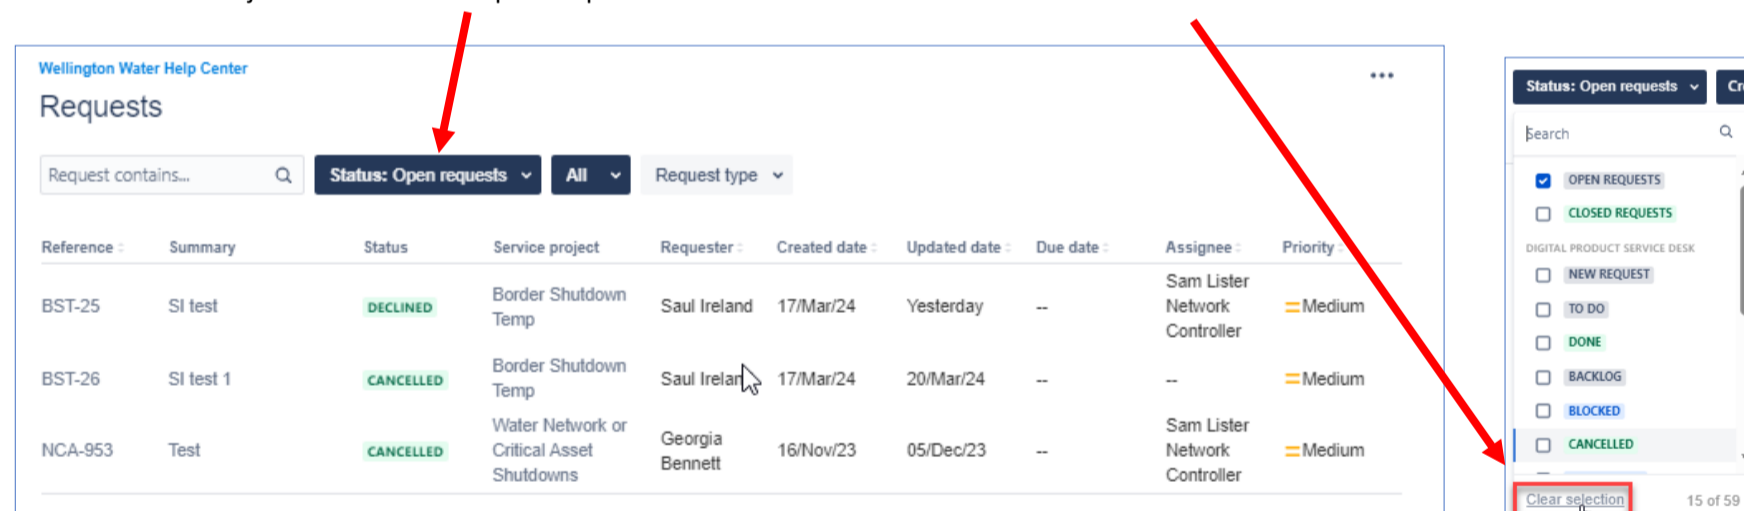 Wellington Water Help Center
Requests
Request contains...
Status: Open requests
All
Request type
Reference Summary Status Service project Requester Created date Updated date Due date Assignee Priority
BST-25 SI test DECLINED Border Shutdown Temp Saul Ireland 17/Mar/24 Yesterday -- Sam Lister Network Controller Medium
BST-26 SI test 1 CANCELLED Border Shutdown Temp Saul 17/Mar/24 20/Mar/24 -- -- Medium
NCA-953 Test CANCELLED Water Network or Critical Asset Shutdowns Georgia Bennett 16/Nov/23 05/Dec/23 -- Sam Lister Network Controller Medium
Status: Open requests
Search
OPEN REQUESTS
CLOSED REQUESTS
DIGITAL PRODUCT SERVICE DESK
NEW REQUEST
TO DO
DONE
BACKLOG
BLOCKED
CANCELLED
Clear selection
15 of 59